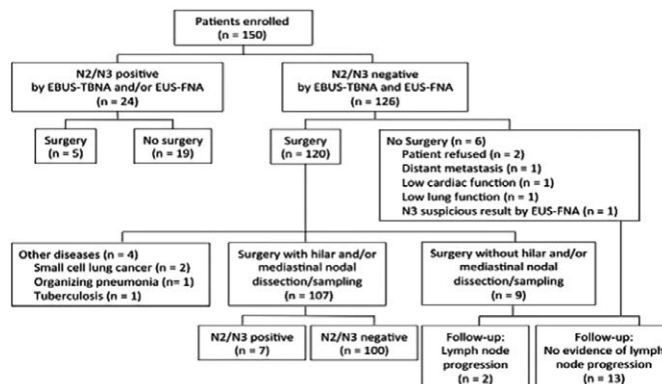 Patients enrolled
(n = 150)
N2/N3 positive
by EBUS-TBNA and/or EUS-FNA
(n = 24)
N2/N3 negative
by EBUS-TBNA and EUS-FNA
(n = 126)
Surgery
(n = 5)
No surgery
(n = 19)
Surgery
(n = 120)
No Surgery (n = 6)
Patient refused (n = 2)
Distant metastasis (n = 1)
Low cardiac function (n = 1)
Low lung function (n = 1)
N3 suspicious result by EUS-FNA (n = 1)
Other diseases (n = 4)
Small cell lung cancer (n = 2)
Organizing pneumonia (n= 1)
Tuberculosis (n = 1)
Surgery with hilar and/or
mediastinal nodal
dissection/sampling
(n = 107)
Surgery without hilar and/or
mediastinal nodal
dissection/sampling
(n = 9)
N2/N3 positive
(n = 7)
N2/N3 negative
(n = 100)
Follow-up:
Lymph node
progression
(n = 2)
Follow-up:
No evidence of lymph
node progression
(n = 13)